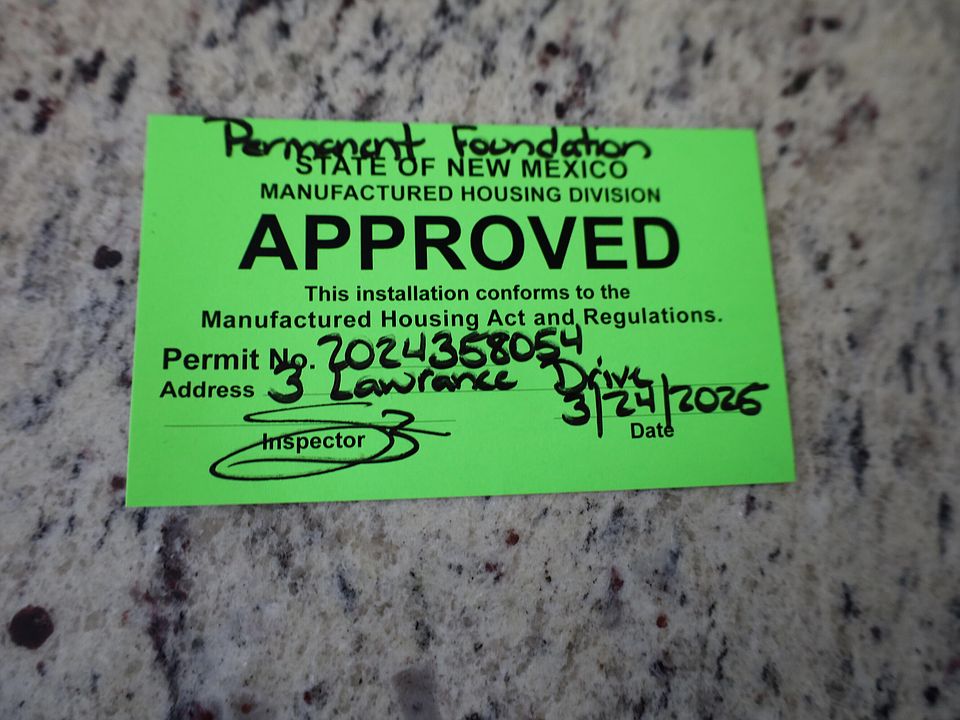 Permanent Foundation
STATE OF NEW MEXICO
MANUFACTURED HOUSING DIVISION
APPROVED
This installation conforms to the
Manufactured Housing Act and Regulations.
Permit No. 2024358054
Address 3 Lawrance Drive
3/24/2025
Inspector Date